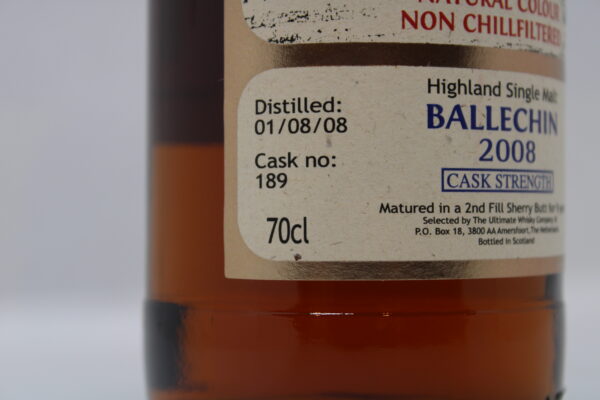 NATURAL COLOUR
NON CHILLFILTERED
Distilled:
01/08/08
Cask no:
189
70cl
Highland Single Malt
BALLECHIN
2008
CASK STRENGTH
Matured in a 2nd Fill Sherry Butt for
Selected by The Ultimate Whisky Company
P.O. Box 18, 3800 AA Amersfoort, The Netherlands
Bottled in Scotland